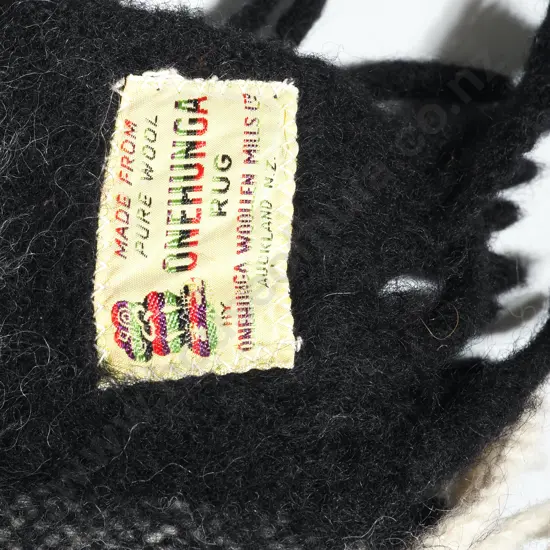 MADE FROM
PURE WOOL
ONEHUNGA
RUG
BY
ONEHUNGA WOOLLEN MILLS LTD
AUCKLAND N.Z.